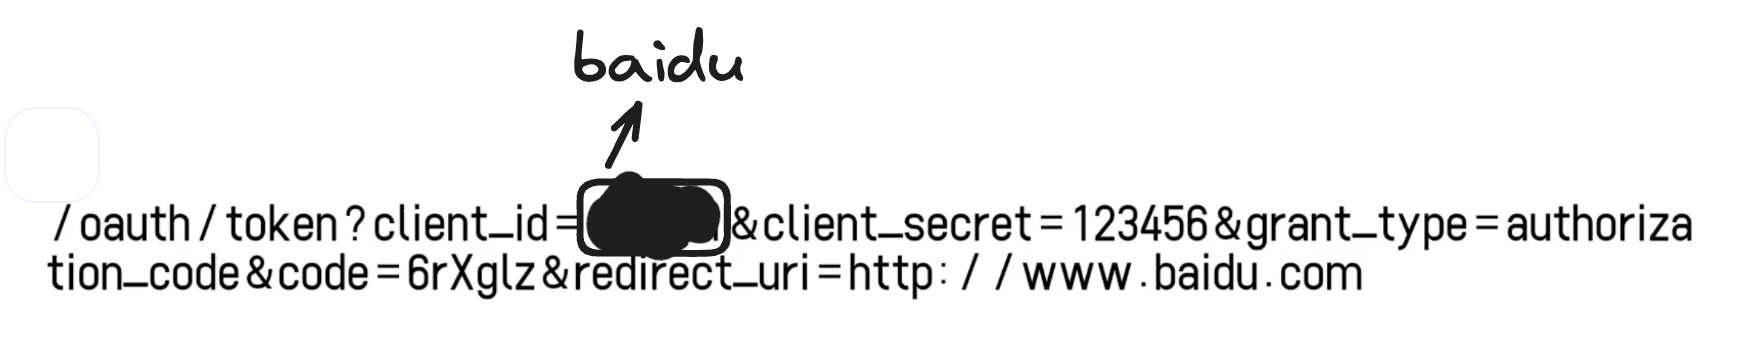 baidu
/oauth/token?client_id=&client_secret=123456&grant_type=authoriza
tion_code&code=6rXglz&redirect_uri=http://www.baidu.com